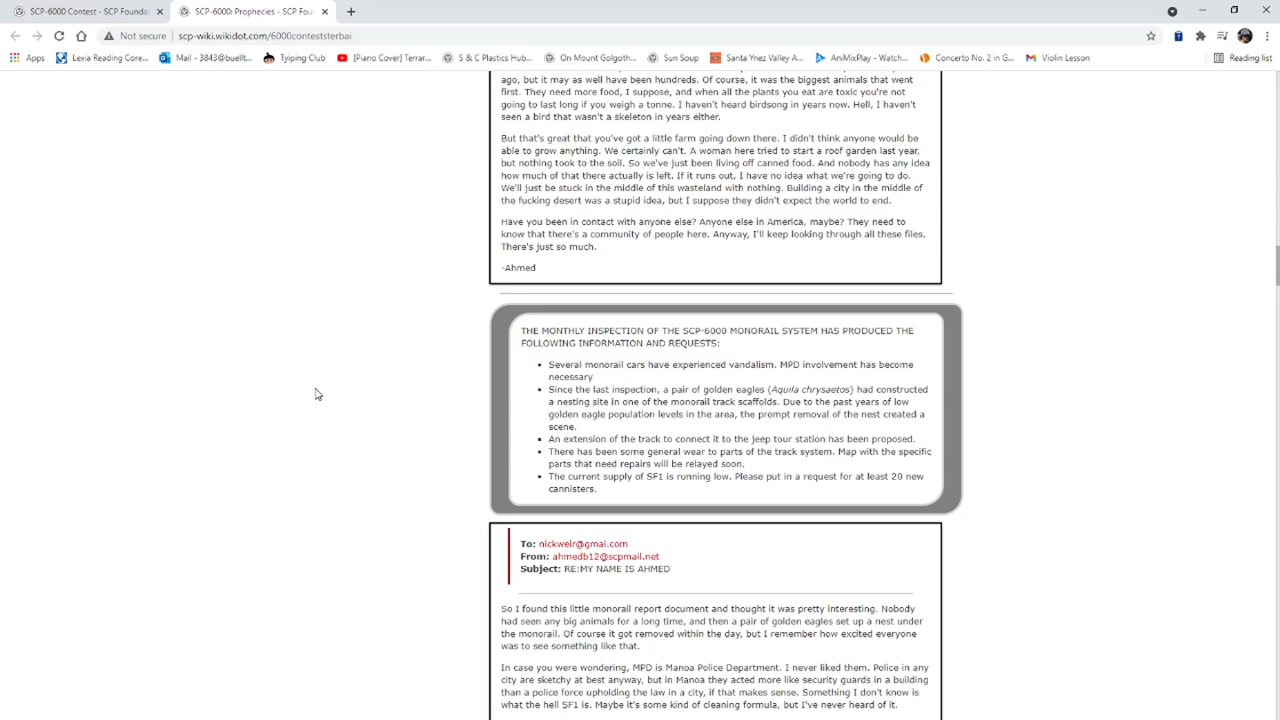 SCP-6000 Contest - SCP Founda
SCP-6000: Prophecies - SCP Fou
Not secure
scp-wiki.wikidot.com/6000conteststerbai
Apps
Lexia Reading Core...
Mail - 3843@buellt...
Typing Club
[Piano Cover] Terrar...
S & C Plastics Hub...
On Mount Golgoth...
Sun Soup
Santa Ynez Valley A...
AniMixPlay - Watch...
Concerto No. 2 in G...
Violin Lesson
Reading list
ago, but it may as well have been hundreds. Of course, it was the biggest animals that went
first. They need more food, I suppose, and when all the plants you eat are toxic you're not
going to last long if you weigh a tonne. I haven't heard birdsong in years now. Hell, I haven't
seen a bird that wasn't a skeleton in years either.
But that's great that you've got a little farm going down there. I didn't think anyone would be
able to grow anything. We certainly can't. A woman here tried to start a roof garden last year,
but nothing took to the soil. So we've just been living off canned food. And nobody has any idea
how much of that there actually is left. If it runs out, I have no idea what we're going to do.
We'll just be stuck in the middle of this wasteland with nothing. Building a city in the middle of
the fucking desert was a stupid idea, but I suppose they didn't expect the world to end.
Have you been in contact with anyone else? Anyone else in America, maybe? They need to
know that there's a community of people here. Anyway, I'll keep looking through all these files.
There's just so much.
-Ahmed
THE MONTHLY INSPECTION OF THE SCP-6000 MONORAIL SYSTEM HAS PRODUCED THE
FOLLOWING INFORMATION AND REQUESTS:
• Several monorail cars have experienced vandalism. MPD involvement has become
necessary
• Since the last inspection, a pair of golden eagles (Aquila chrysaetos) had constructed
a nesting site in one of the monorail track scaffolds. Due to the past years of low
golden eagle population levels in the area, the prompt removal of the nest created a
scene.
• An extension of the track to connect it to the jeep tour station has been proposed.
• There has been some general wear to parts of the track system. Map with the specific
parts that need repairs will be relayed soon.
• The current supply of SF1 is running low. Please put in a request for at least 20 new
cannisters.
To: nickweir@gmai.com
From: ahmedb12@scpmail.net
Subject: RE:MY NAME IS AHMED
So I found this little monorail report document and thought it was pretty interesting. Nobody
had seen any big animals for a long time, and then a pair of golden eagles set up a nest under
the monorail. Of course it got removed within the day, but I remember how excited everyone
was to see something like that.
In case you were wondering, MPD is Manoa Police Department. I never liked them. Police in any
city are sketchy at best anyway, but in Manoa they acted more like security guards in a building
than a police force upholding the law in a city, if that makes sense. Something I don't know is
what the hell SF1 is. Maybe it's some kind of cleaning formula, but I've never heard of it.